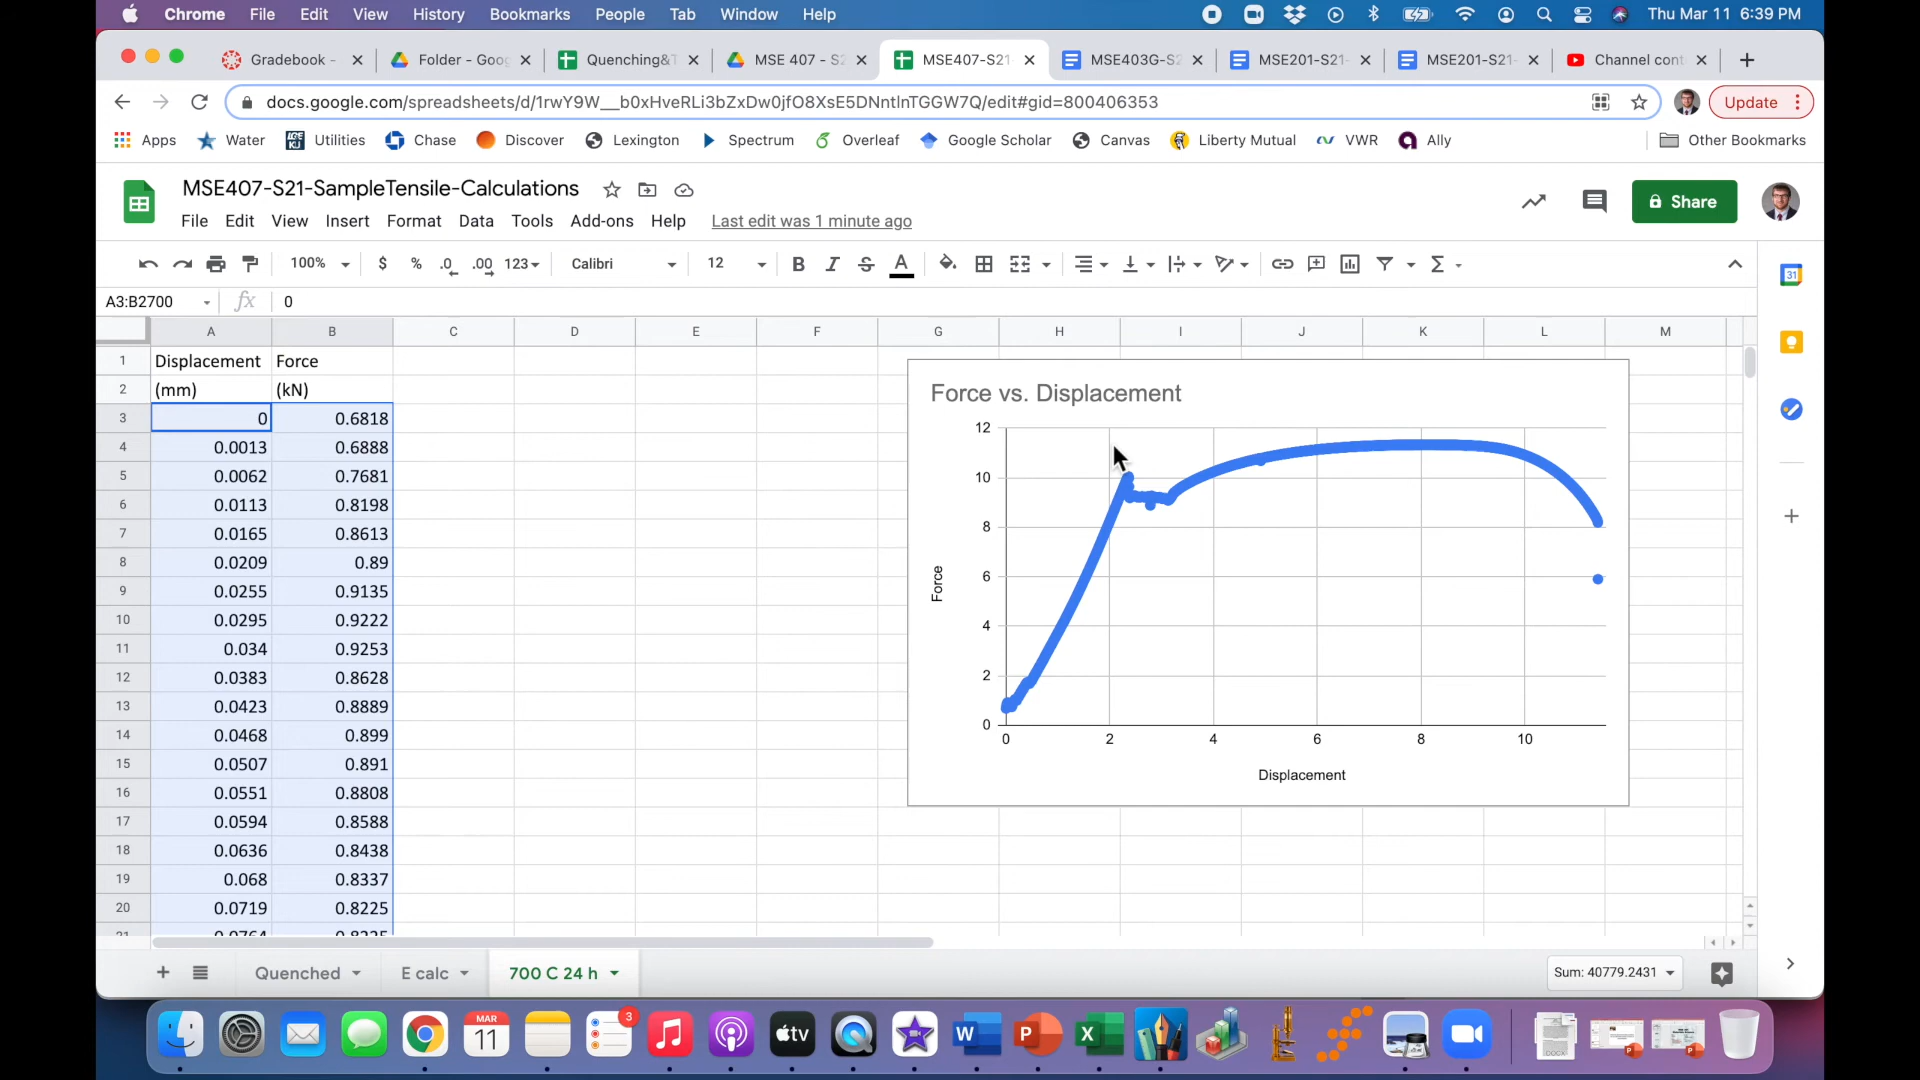 Chrome File Edit View History Bookmarks People Tab Window Help Thu Mar 11 6:39 PM
Gradebook - Folder - Goog Quenching&T MSE 407 - S2 MSE407-S21 MSE403G-S2 MSE201-S21- MSE201-S21- Channel cont
docs.google.com/spreadsheets/d/1rwY9W__b0xHveRLi3bZxDw0jfO8XsE5DNntlnTGGW7Q/edit#gid=800406353 Update
Apps Water Utilities Chase Discover Lexington Spectrum Overleaf Google Scholar Canvas Liberty Mutual VWR Ally Other Bookmarks
MSE407-S21-SampleTensile-Calculations
File Edit View Insert Format Data Tools Add-ons Help Last edit was 1 minute ago Share
100% $ % .0 .00 123 Calibri 12 B I S A
A3:B2700 fx 0
A B C D E F G H I J K L M
1 Displacement Force
2 (mm) (kN)
3 0 0.6818
4 0.0013 0.6888
5 0.0062 0.7681
6 0.0113 0.8198
7 0.0165 0.8613
8 0.0209 0.89
9 0.0255 0.9135
10 0.0295 0.9222
11 0.034 0.9253
12 0.0383 0.8628
13 0.0423 0.8889
14 0.0468 0.899
15 0.0507 0.891
16 0.0551 0.8808
17 0.0594 0.8588
18 0.0636 0.8438
19 0.068 0.8337
20 0.0719 0.8225
Force vs. Displacement
12
10
8
6
4
2
0
Force
0 2 4 6 8 10
Displacement
Quenched E calc 700 C 24 h Sum: 40779.2431
31
MAR
11
3
tv
W
P
X
DOCX